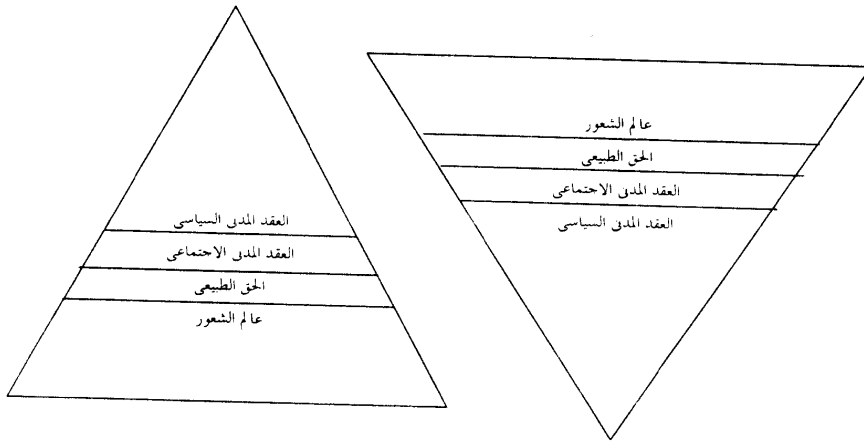 عالم الشعور
الحق الطبيعى
العقد المدنى الاجتماعى
العقد المدنى السياسى
العقد المدنى السياسى
العقد المدنى الاجتماعى
الحق الطبيعى
عالم الشعور